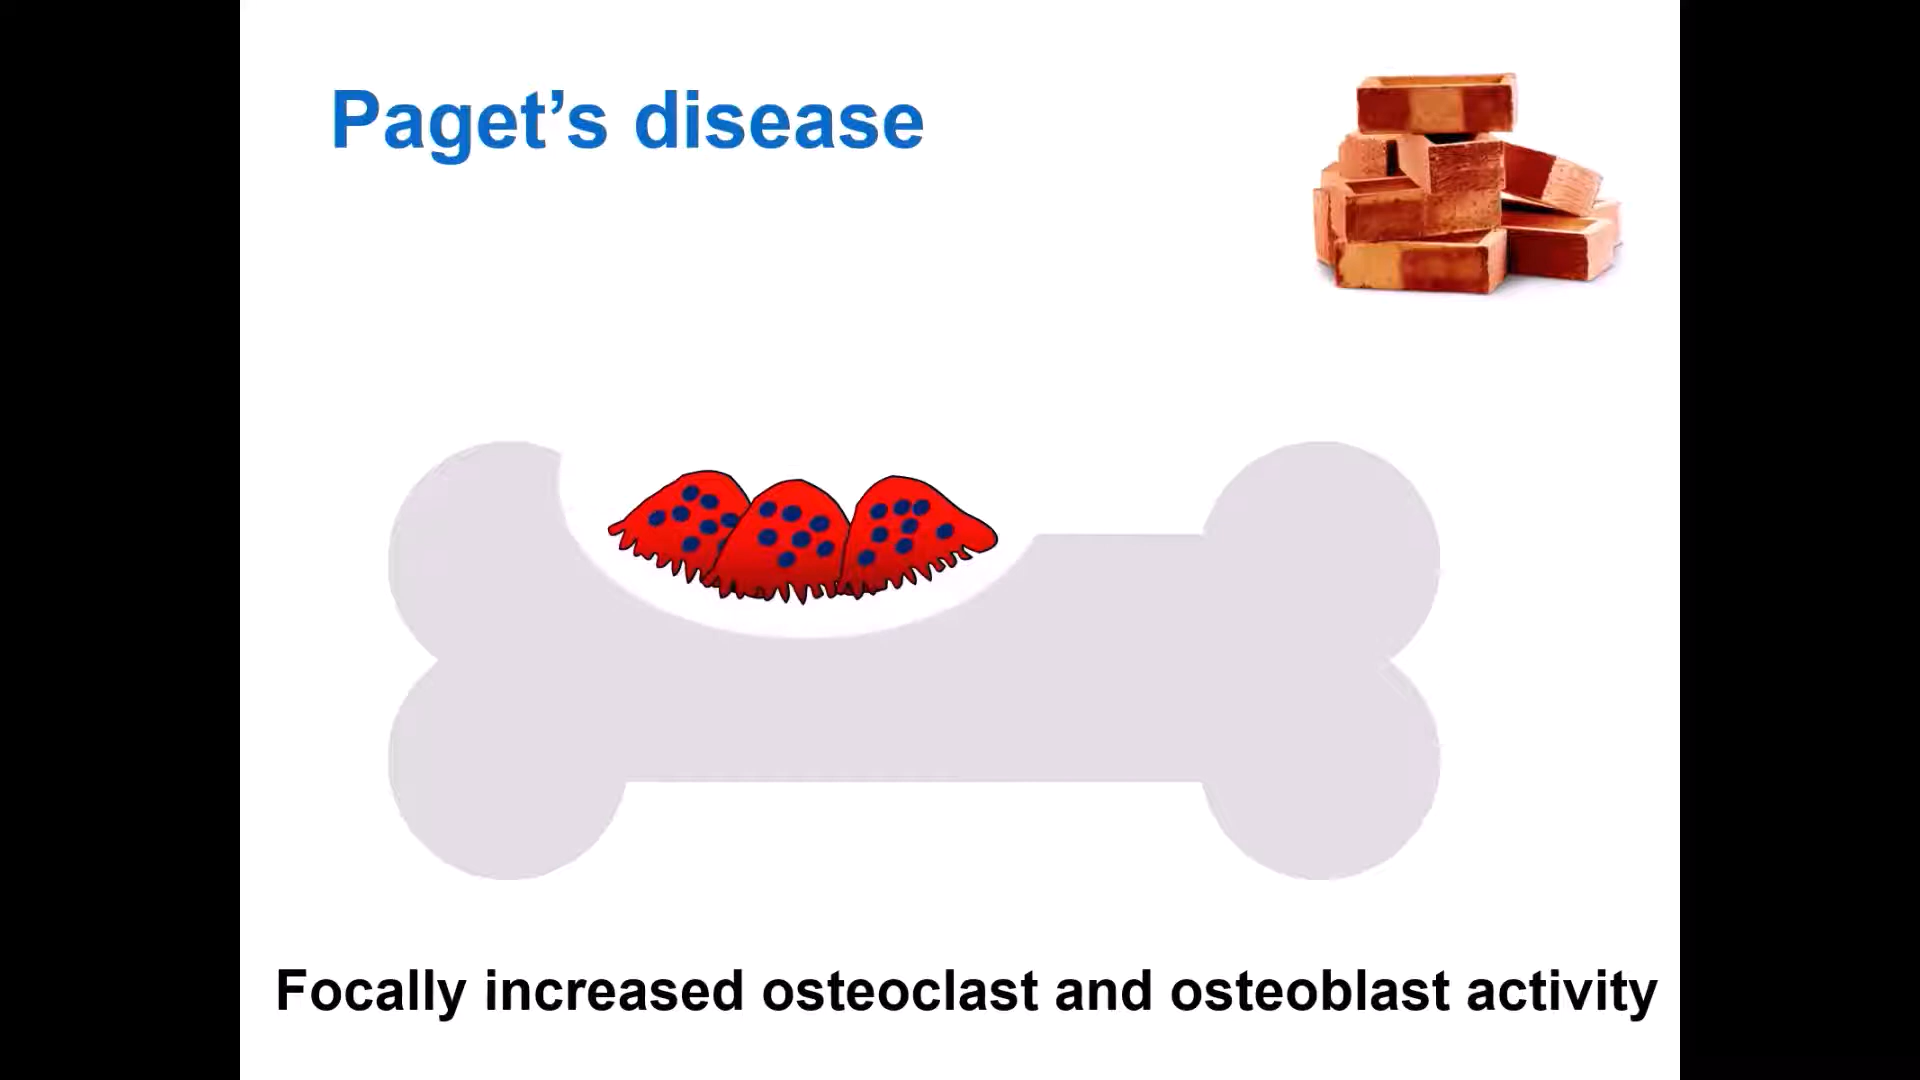 Paget’s disease
Focally increased osteoclast and osteoblast activity